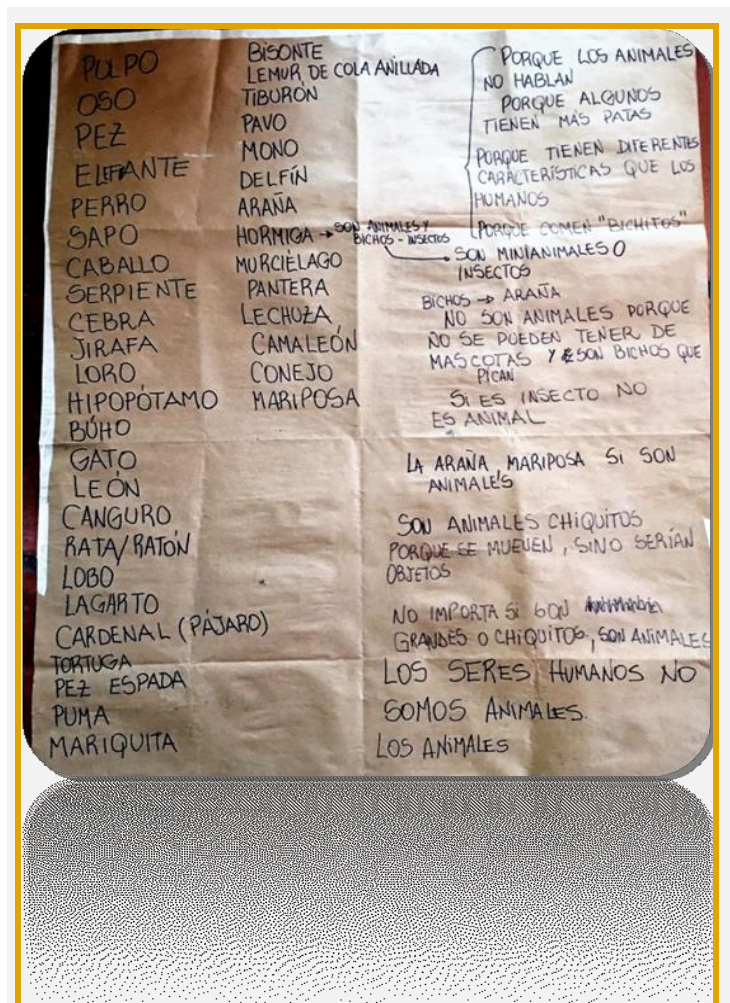 PULPO
OSO
PEZ
ELEFANTE
PERRO
SAPO
CABALLO
SERPIENTE
CEBRA
JIRAFA
LORO
HIPOPÓTAMO
BÚHO
GATO
LEÓN
CANGURO
RATA/RATÓN
LOBO
LAGARTO
CARDENAL (PÁJARO)
TORTUGA
PEZ ESPADA
PUMA
MARIQUITA
BISONTE
LEMUR DE COLA ANILLADA
TIBURÓN
PAVO
MONO
DELFÍN
ARAÑA
HORMIGA → SON ANIMALES Y
BICHOS - INSECTOS
MURCIÉLAGO
PANTERA
LECHUZA
CAMALEÓN
CONEJO
MARIPOSA
PORQUE LOS ANIMALES
NO HABLAN
PORQUE ALGUNOS
TIENEN MÁS PATAS
PORQUE TIENEN DIFERENTES
CARACTERÍSTICAS QUE LOS
HUMANOS
PORQUE COMEN "BICHITOS"
SON MINIANIMALES O
INSECTOS
BICHOS → ARAÑA
NO SON ANIMALES PORQUE
NO SE PUEDEN TENER DE
MASCOTAS Y SON BICHOS QUE
PICAN
SI ES INSECTO NO
ES ANIMAL
LA ARAÑA, MARIPOSA SI SON
ANIMALES
SON ANIMALES CHIQUITOS
PORQUE SE MUEVEN, SINO SERÍAN
OBJETOS
NO IMPORTA SI SON
GRANDES O CHIQUITOS, SON ANIMALES
LOS SERES HUMANOS NO
SOMOS ANIMALES.
LOS ANIMALES